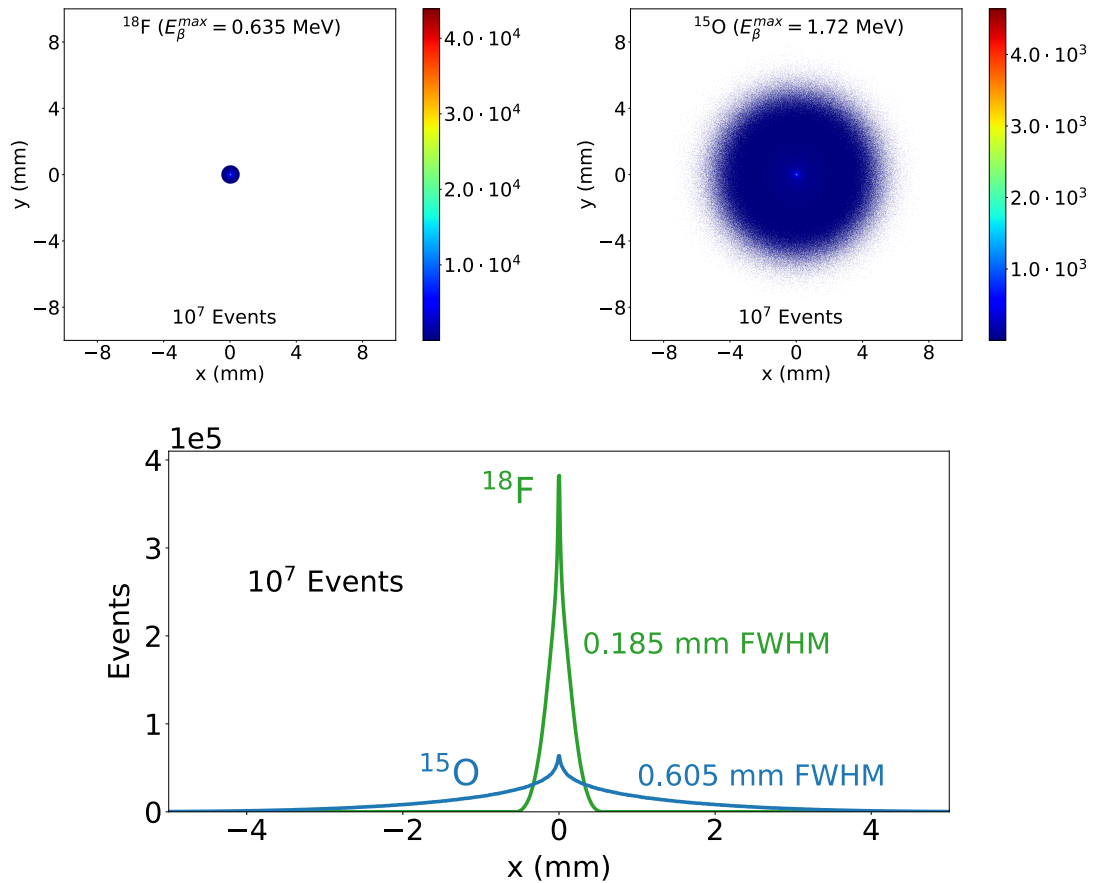 ¹⁸F (E_β^max = 0.635 MeV)
8
4
0
−4
−8
y (mm)
−8 −4 0 4 8
x (mm)
10⁷ Events
4.0·10⁴
3.0·10⁴
2.0·10⁴
1.0·10⁴
¹⁵O (E_β^max = 1.72 MeV)
8
4
0
−4
−8
y (mm)
−8 −4 0 4 8
x (mm)
10⁷ Events
4.0·10³
3.0·10³
2.0·10³
1.0·10³
1e5
4
3
2
1
0
Events
¹⁸F
10⁷ Events
0.185 mm FWHM
¹⁵O
0.605 mm FWHM
−4 −2 0 2 4
x (mm)